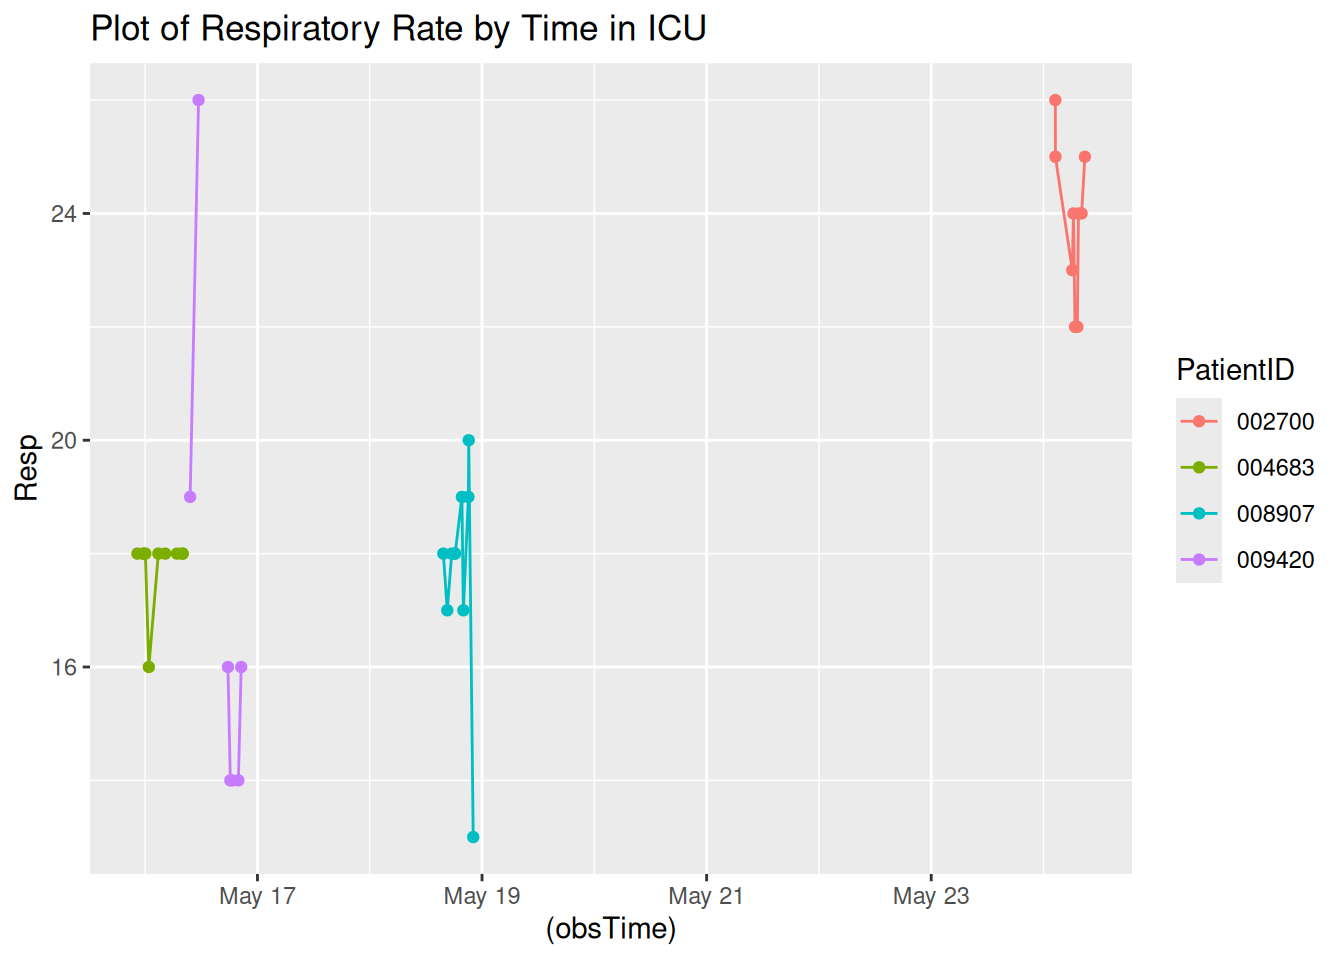 Plot of Respiratory Rate by Time in ICU
24
20
16
Resp
May 17 May 19 May 21 May 23
(obsTime)
PatientID
002700
004683
008907
009420